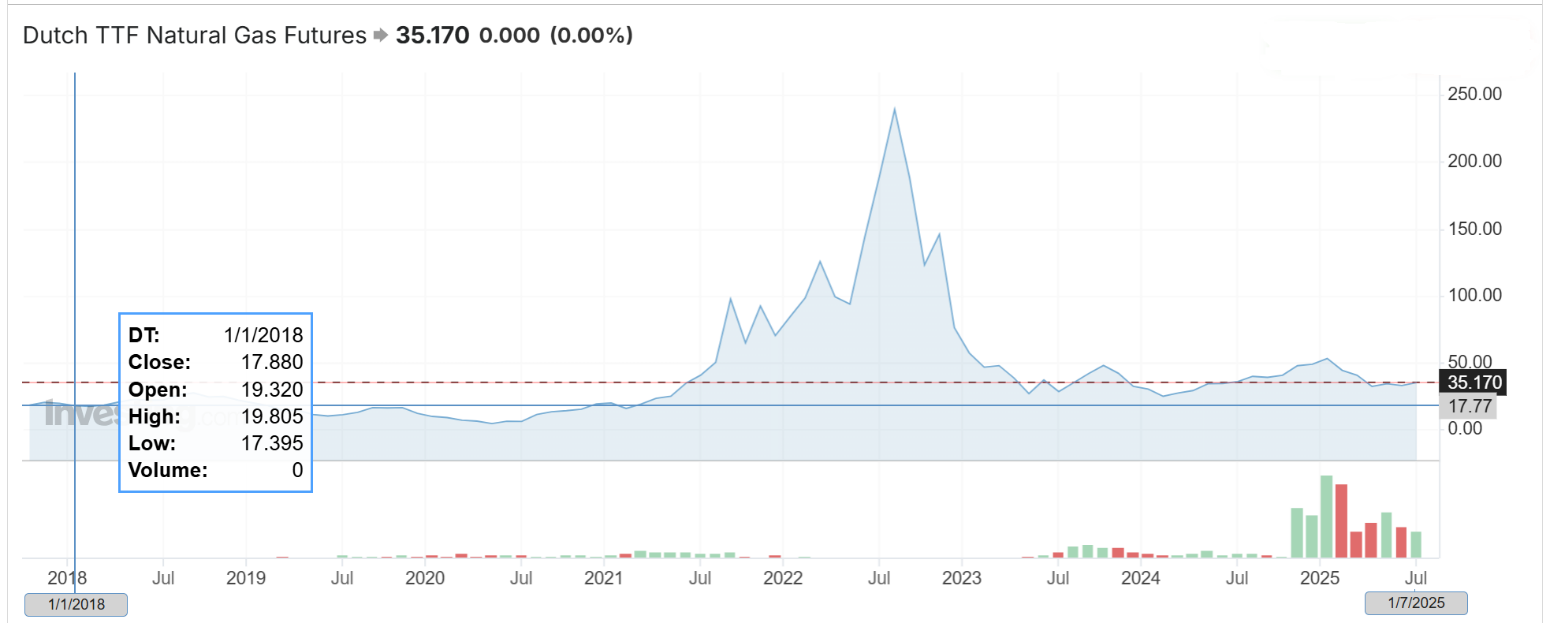 Dutch TTF Natural Gas Futures 35.170 0.000 (0.00%)
250.00
200.00
150.00
100.00
50.00
35.170
17.77
0.00
DT: 1/1/2018
Close: 17.880
Open: 19.320
High: 19.805
Low: 17.395
Volume: 0
2018 Jul 2019 Jul 2020 Jul 2021 Jul 2022 Jul 2023 Jul 2024 Jul 2025 Jul
1/1/2018 1/7/2025